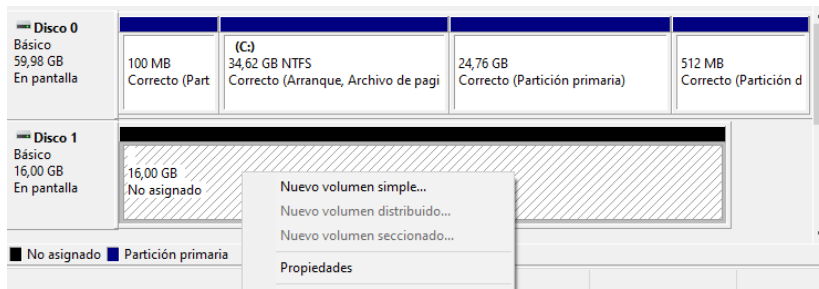 Disco 0
Básico
59,98 GB
En pantalla
100 MB
Correcto (Part
(C:)
34,62 GB NTFS
Correcto (Arranque, Archivo de pagi
24,76 GB
Correcto (Partición primaria)
512 MB
Correcto (Partición d
Disco 1
Básico
16,00 GB
En pantalla
16,00 GB
No asignado
Nuevo volumen simple...
Nuevo volumen distribuido...
Nuevo volumen seccionado...
Propiedades
No asignado Partición primaria